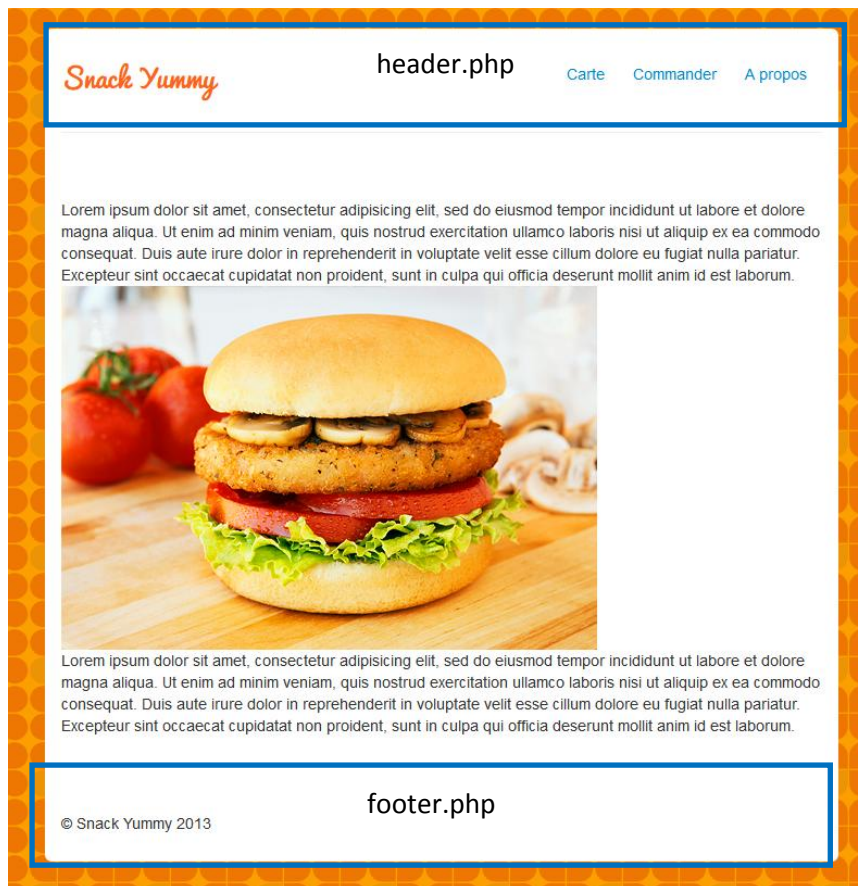 Snack Yummy
header.php
Carte Commander A propos
Lorem ipsum dolor sit amet, consectetur adipisicing elit, sed do eiusmod tempor incididunt ut labore et dolore
magna aliqua. Ut enim ad minim veniam, quis nostrud exercitation ullamco laboris nisi ut aliquip ex ea commodo
consequat. Duis aute irure dolor in reprehenderit in voluptate velit esse cillum dolore eu fugiat nulla pariatur.
Excepteur sint occaecat cupidatat non proident, sunt in culpa qui officia deserunt mollit anim id est laborum.
Lorem ipsum dolor sit amet, consectetur adipisicing elit, sed do eiusmod tempor incididunt ut labore et dolore
magna aliqua. Ut enim ad minim veniam, quis nostrud exercitation ullamco laboris nisi ut aliquip ex ea commodo
consequat. Duis aute irure dolor in reprehenderit in voluptate velit esse cillum dolore eu fugiat nulla pariatur.
Excepteur sint occaecat cupidatat non proident, sunt in culpa qui officia deserunt mollit anim id est laborum.
footer.php
© Snack Yummy 2013